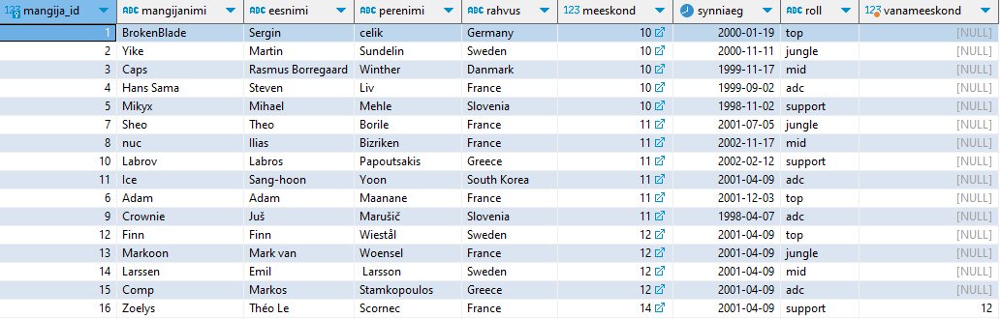 123 mangija_id ABC mangijanimi ABC eesnimi ABC perenimi ABC rahvus 123 meeskond synniaeg ABC roll 123 vanameeskond
1 BrokenBlade Sergin celik Germany 10 2000-01-19 top [NULL]
2 Yike Martin Sundelin Sweden 10 2000-11-11 jungle [NULL]
3 Caps Rasmus Borregaard Winther Danmark 10 1999-11-17 mid [NULL]
4 Hans Sama Steven Liv France 10 1999-09-02 adc [NULL]
5 Mikyx Mihael Mehle Slovenia 10 1998-11-02 support [NULL]
7 Sheo Theo Borile France 11 2001-07-05 jungle [NULL]
8 nuc Ilias Bizriken France 11 2002-11-17 mid [NULL]
10 Labrov Labros Papoutsakis Greece 11 2002-02-12 support [NULL]
11 Ice Sang-hoon Yoon South Korea 11 2001-04-09 adc [NULL]
6 Adam Adam Maanane France 11 2001-12-03 top [NULL]
9 Crownie Juš Marušič Slovenia 11 1998-04-07 adc [NULL]
12 Finn Finn Wiestål Sweden 12 2001-04-09 top [NULL]
13 Markoon Mark van Woensel France 12 2001-04-09 jungle [NULL]
14 Larssen Emil Larsson Sweden 12 2001-04-09 mid [NULL]
15 Comp Markos Stamkopoulos Greece 12 2001-04-09 adc [NULL]
16 Zoelys Théo Le Scornec France 14 2001-04-09 support 12